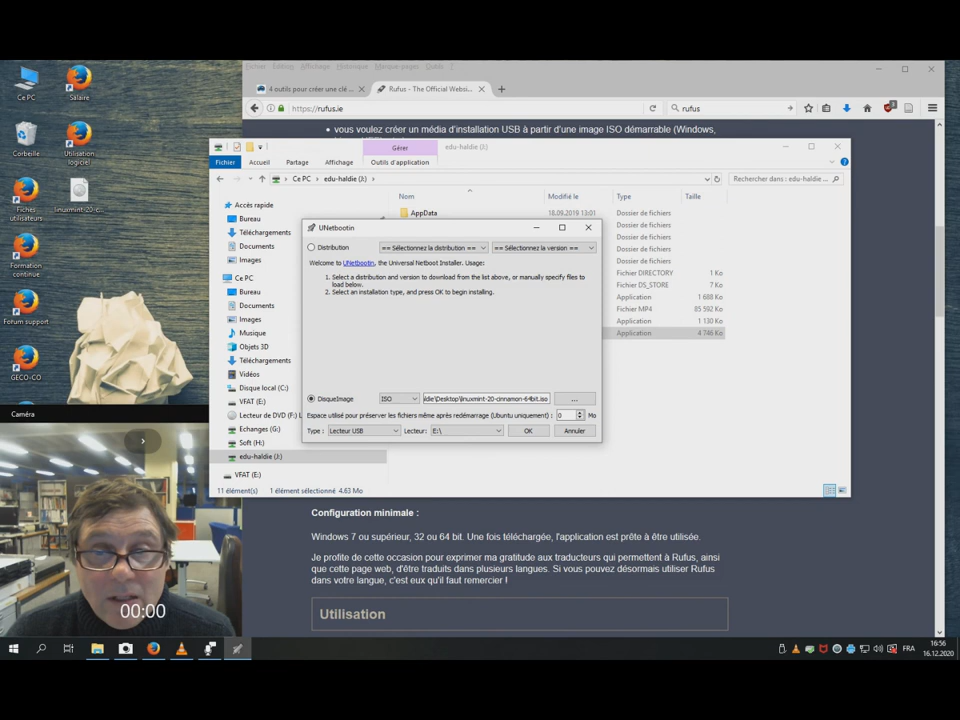 Fichier Edition Affichage Historique Marque-pages Outils ?
4 outils pour créer une clé ...
Rufus - The Official Websi...
https://rufus.ie
rufus
vous voulez créer un média d'installation USB à partir d'une image ISO démarrable (Windows,
Ce PC
Salaire
Corbeille
Utilisation logiciel
Fiches utilisateurs
linuxmint-20-c...
Formation continue
Forum support
GECO-CO
Gérer
edu-haldie (J:)
Fichier
Accueil
Partage
Affichage
Outils d'application
Ce PC
edu-haldie (J:)
Rechercher dans : edu-haldie ...
Nom
Modifié le
Type
Taille
Accès rapide
Bureau
Téléchargements
Documents
Images
Ce PC
Bureau
Documents
Images
Musique
Objets 3D
Téléchargements
Vidéos
Disque local (C:)
VFAT (E:)
Lecteur de DVD (F:)
Echanges (G:)
Soft (H:)
edu-haldie (J:)
VFAT (E:)
AppData
18.09.2019 13:01
Dossier de fichiers
Dossier de fichiers
Dossier de fichiers
Dossier de fichiers
Dossier de fichiers
Fichier DIRECTORY 1 Ko
Fichier DS_STORE 7 Ko
Application 1 688 Ko
Fichier MP4 85 592 Ko
Application 1 130 Ko
Application 4 746 Ko
11 élément(s)
1 élément sélectionné 4.63 Mo
UNetbootin
Distribution
== Sélectionnez la distribution ==
== Sélectionnez la version ==
Welcome to UNetbootin, the Universal Netboot Installer. Usage:
1. Select a distribution and version to download from the list above, or manually specify files to
load below.
2. Select an installation type, and press OK to begin installing.
DisqueImage
ISO
die\Desktop\linuxmint-20-cinnamon-64bit.iso
...
Espace utilisé pour préserver les fichiers même après redémarrage (Ubuntu uniquement) : 0 Mo
Type : Lecteur USB
Lecteur: E:\
OK
Annuler
Configuration minimale :
Windows 7 ou supérieur, 32 ou 64 bit. Une fois téléchargée, l'application est prête à être utilisée.
Je profite de cette occasion pour exprimer ma gratitude aux traducteurs qui permettent à Rufus, ainsi
que cette page web, d'être traduits dans plusieurs langues. Si vous pouvez désormais utiliser Rufus
dans votre langue, c'est eux qu'il faut remercier !
Utilisation
Caméra
00:00
FRA
16:56
16.12.2020